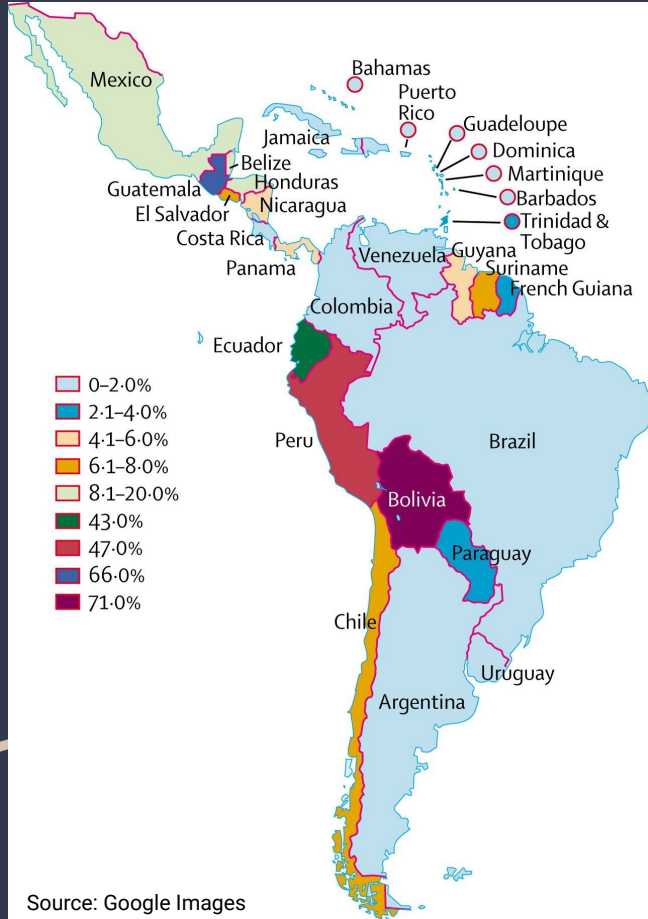 Bahamas
Mexico
Puerto
Rico
Guadeloupe
Jamaica
Dominica
Belize
Martinique
Honduras
Guatemala
Barbados
Nicaragua
El Salvador
Trinidad &
Tobago
Costa Rica
Venezuela
Guyana
Panama
Suriname
French Guiana
Colombia
Ecuador
0–2·0%
2·1–4·0%
4·1–6·0%
6·1–8·0%
8·1–20·0%
43·0%
47·0%
66·0%
71·0%
Peru
Brazil
Bolivia
Paraguay
Chile
Uruguay
Argentina
Source: Google Images